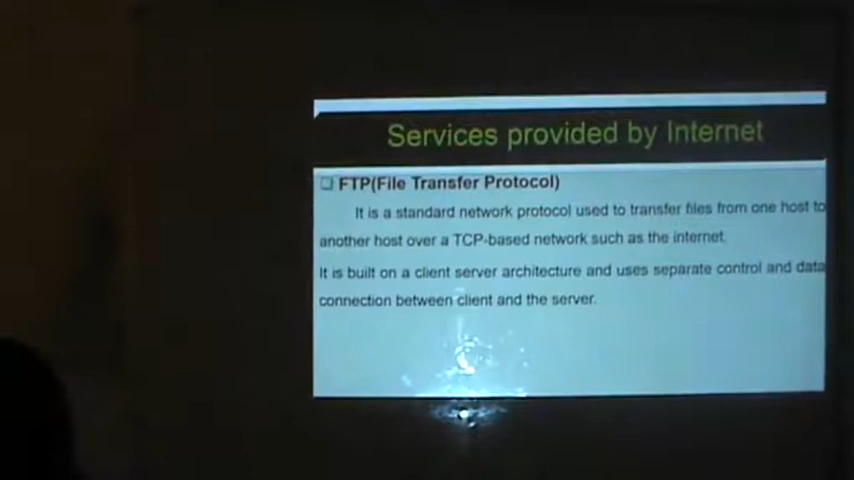 Services provided by Internet
FTP(File Transfer Protocol)
It is a standard network protocol used to transfer files from one host to
another host over a TCP-based network such as the internet.
It is built on a client server architecture and uses separate control and data
connection between client and the server.